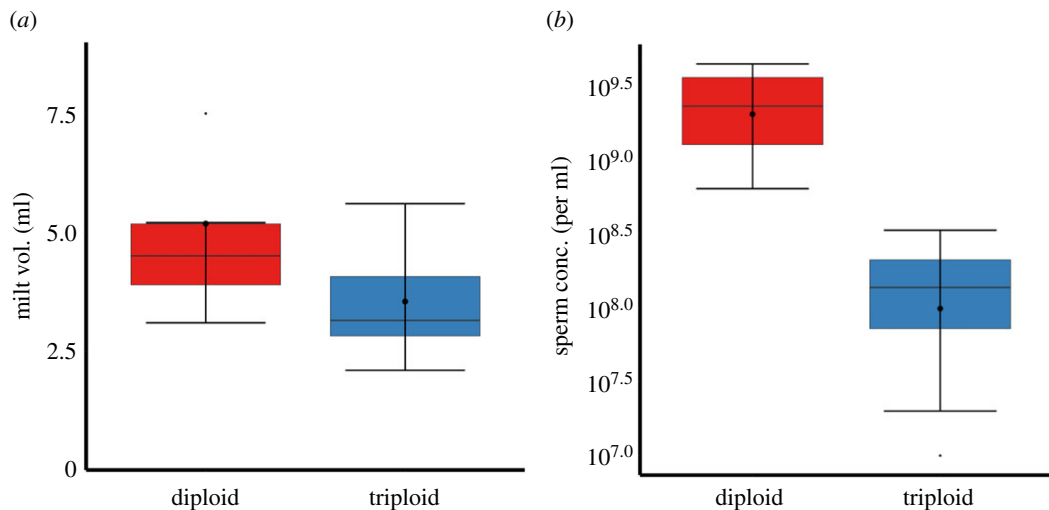 (a)
milt vol. (ml)
7.5
5.0
2.5
0
diploid
triploid
(b)
sperm conc. (per ml)
10^9.5
10^9.0
10^8.5
10^8.0
10^7.5
10^7.0
diploid
triploid